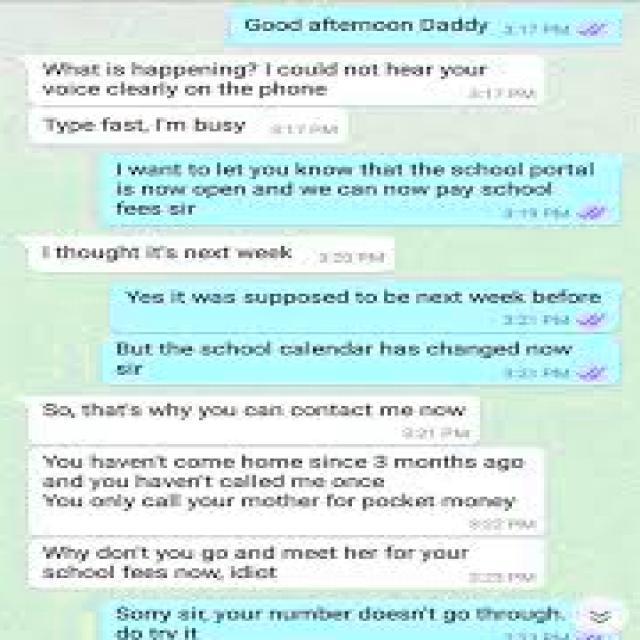 Good afternoon Daddy 3:17 PM
What is happening? I could not hear your
voice clearly on the phone 3:17 PM
Type fast, I'm busy 3:17 PM
I want to let you know that the school portal
is now open and we can now pay school
fees sir 3:19 PM
I thought it's next week 3:20 PM
Yes it was supposed to be next week before
3:21 PM
But the school calendar has changed now
sir 3:21 PM
So, that's why you can contact me now
3:21 PM
You haven't come home since 3 months ago
and you haven't called me once
You only call your mother for pocket money
3:22 PM
Why don't you go and meet her for your
school fees now, idiot 3:23 PM
Sorry sir, your number doesn't go through.
do try it